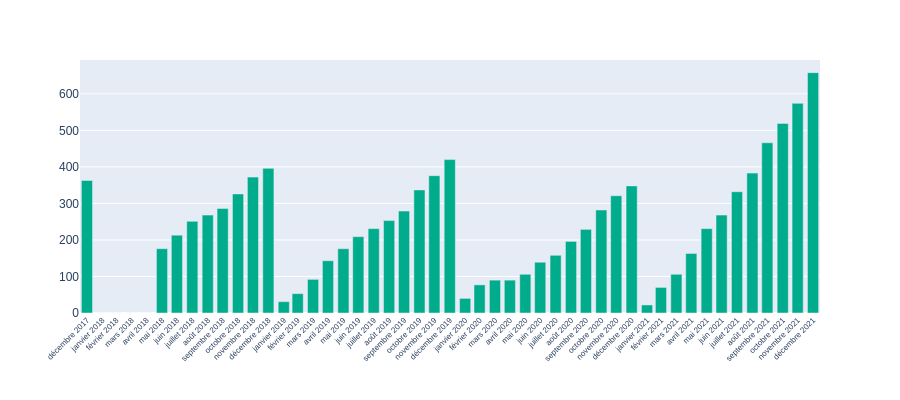 600
500
400
300
200
100
0
décembre 2017
janvier 2018
février 2018
mars 2018
avril 2018
mai 2018
juin 2018
juillet 2018
août 2018
septembre 2018
octobre 2018
novembre 2018
décembre 2018
janvier 2019
février 2019
mars 2019
avril 2019
mai 2019
juin 2019
juillet 2019
août 2019
septembre 2019
octobre 2019
novembre 2019
décembre 2019
janvier 2020
février 2020
mars 2020
avril 2020
mai 2020
juin 2020
juillet 2020
août 2020
septembre 2020
octobre 2020
novembre 2020
décembre 2020
janvier 2021
février 2021
mars 2021
avril 2021
mai 2021
juin 2021
juillet 2021
août 2021
septembre 2021
octobre 2021
novembre 2021
décembre 2021